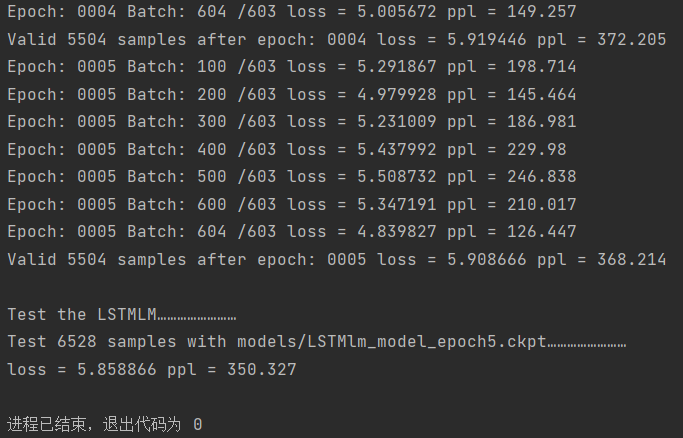 Epoch: 0004 Batch: 604 /603 loss = 5.005672 ppl = 149.257
Valid 5504 samples after epoch: 0004 loss = 5.919446 ppl = 372.205
Epoch: 0005 Batch: 100 /603 loss = 5.291867 ppl = 198.714
Epoch: 0005 Batch: 200 /603 loss = 4.979928 ppl = 145.464
Epoch: 0005 Batch: 300 /603 loss = 5.231009 ppl = 186.981
Epoch: 0005 Batch: 400 /603 loss = 5.437992 ppl = 229.98
Epoch: 0005 Batch: 500 /603 loss = 5.508732 ppl = 246.838
Epoch: 0005 Batch: 600 /603 loss = 5.347191 ppl = 210.017
Epoch: 0005 Batch: 604 /603 loss = 4.839827 ppl = 126.447
Valid 5504 samples after epoch: 0005 loss = 5.908666 ppl = 368.214
Test the LSTMLM……………………
Test 6528 samples with models/LSTMlm_model_epoch5.ckpt……………………
loss = 5.858866 ppl = 350.327
进程已结束，退出代码为 0